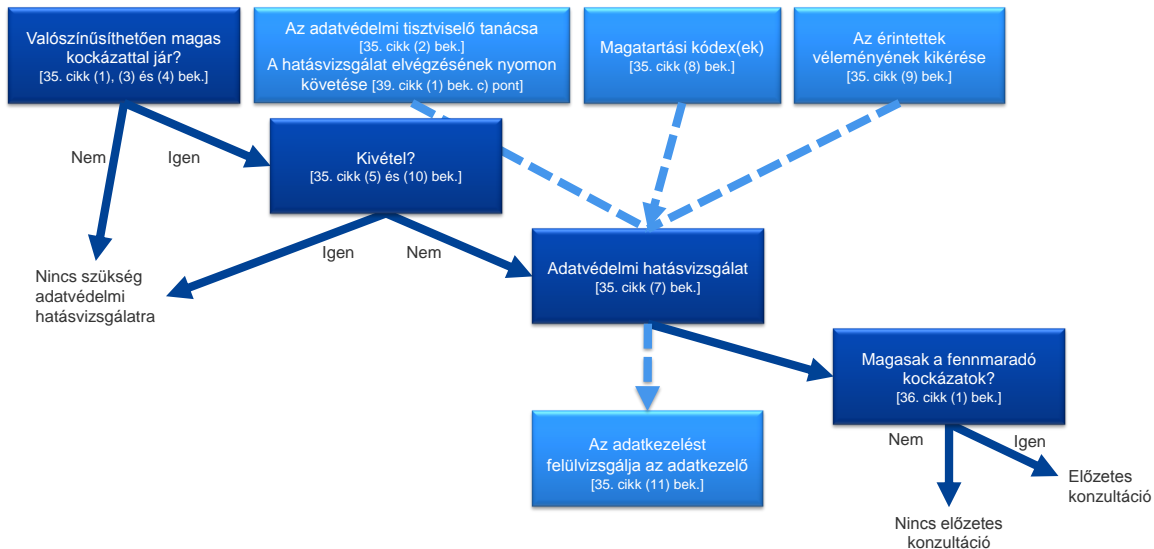 Valószínűsíthetően magas
kockázattal jár?
[35. cikk (1), (3) és (4) bek.]
Az adatvédelmi tisztviselő tanácsa
[35. cikk (2) bek.]
A hatásvizsgálat elvégzésének nyomon
követése [39. cikk (1) bek. c) pont]
Magatartási kódex(ek)
[35. cikk (8) bek.]
Az érintettek
véleményének kikérése
[35. cikk (9) bek.]
Nem
Igen
Kivétel?
[35. cikk (5) és (10) bek.]
Igen
Nem
Nincs szükség
adatvédelmi
hatásvizsgálatra
Adatvédelmi hatásvizsgálat
[35. cikk (7) bek.]
Magasak a fennmaradó
kockázatok?
[36. cikk (1) bek.]
Az adatkezelést
felülvizsgálja az adatkezelő
[35. cikk (11) bek.]
Nem
Igen
Előzetes
konzultáció
Nincs előzetes
konzultáció